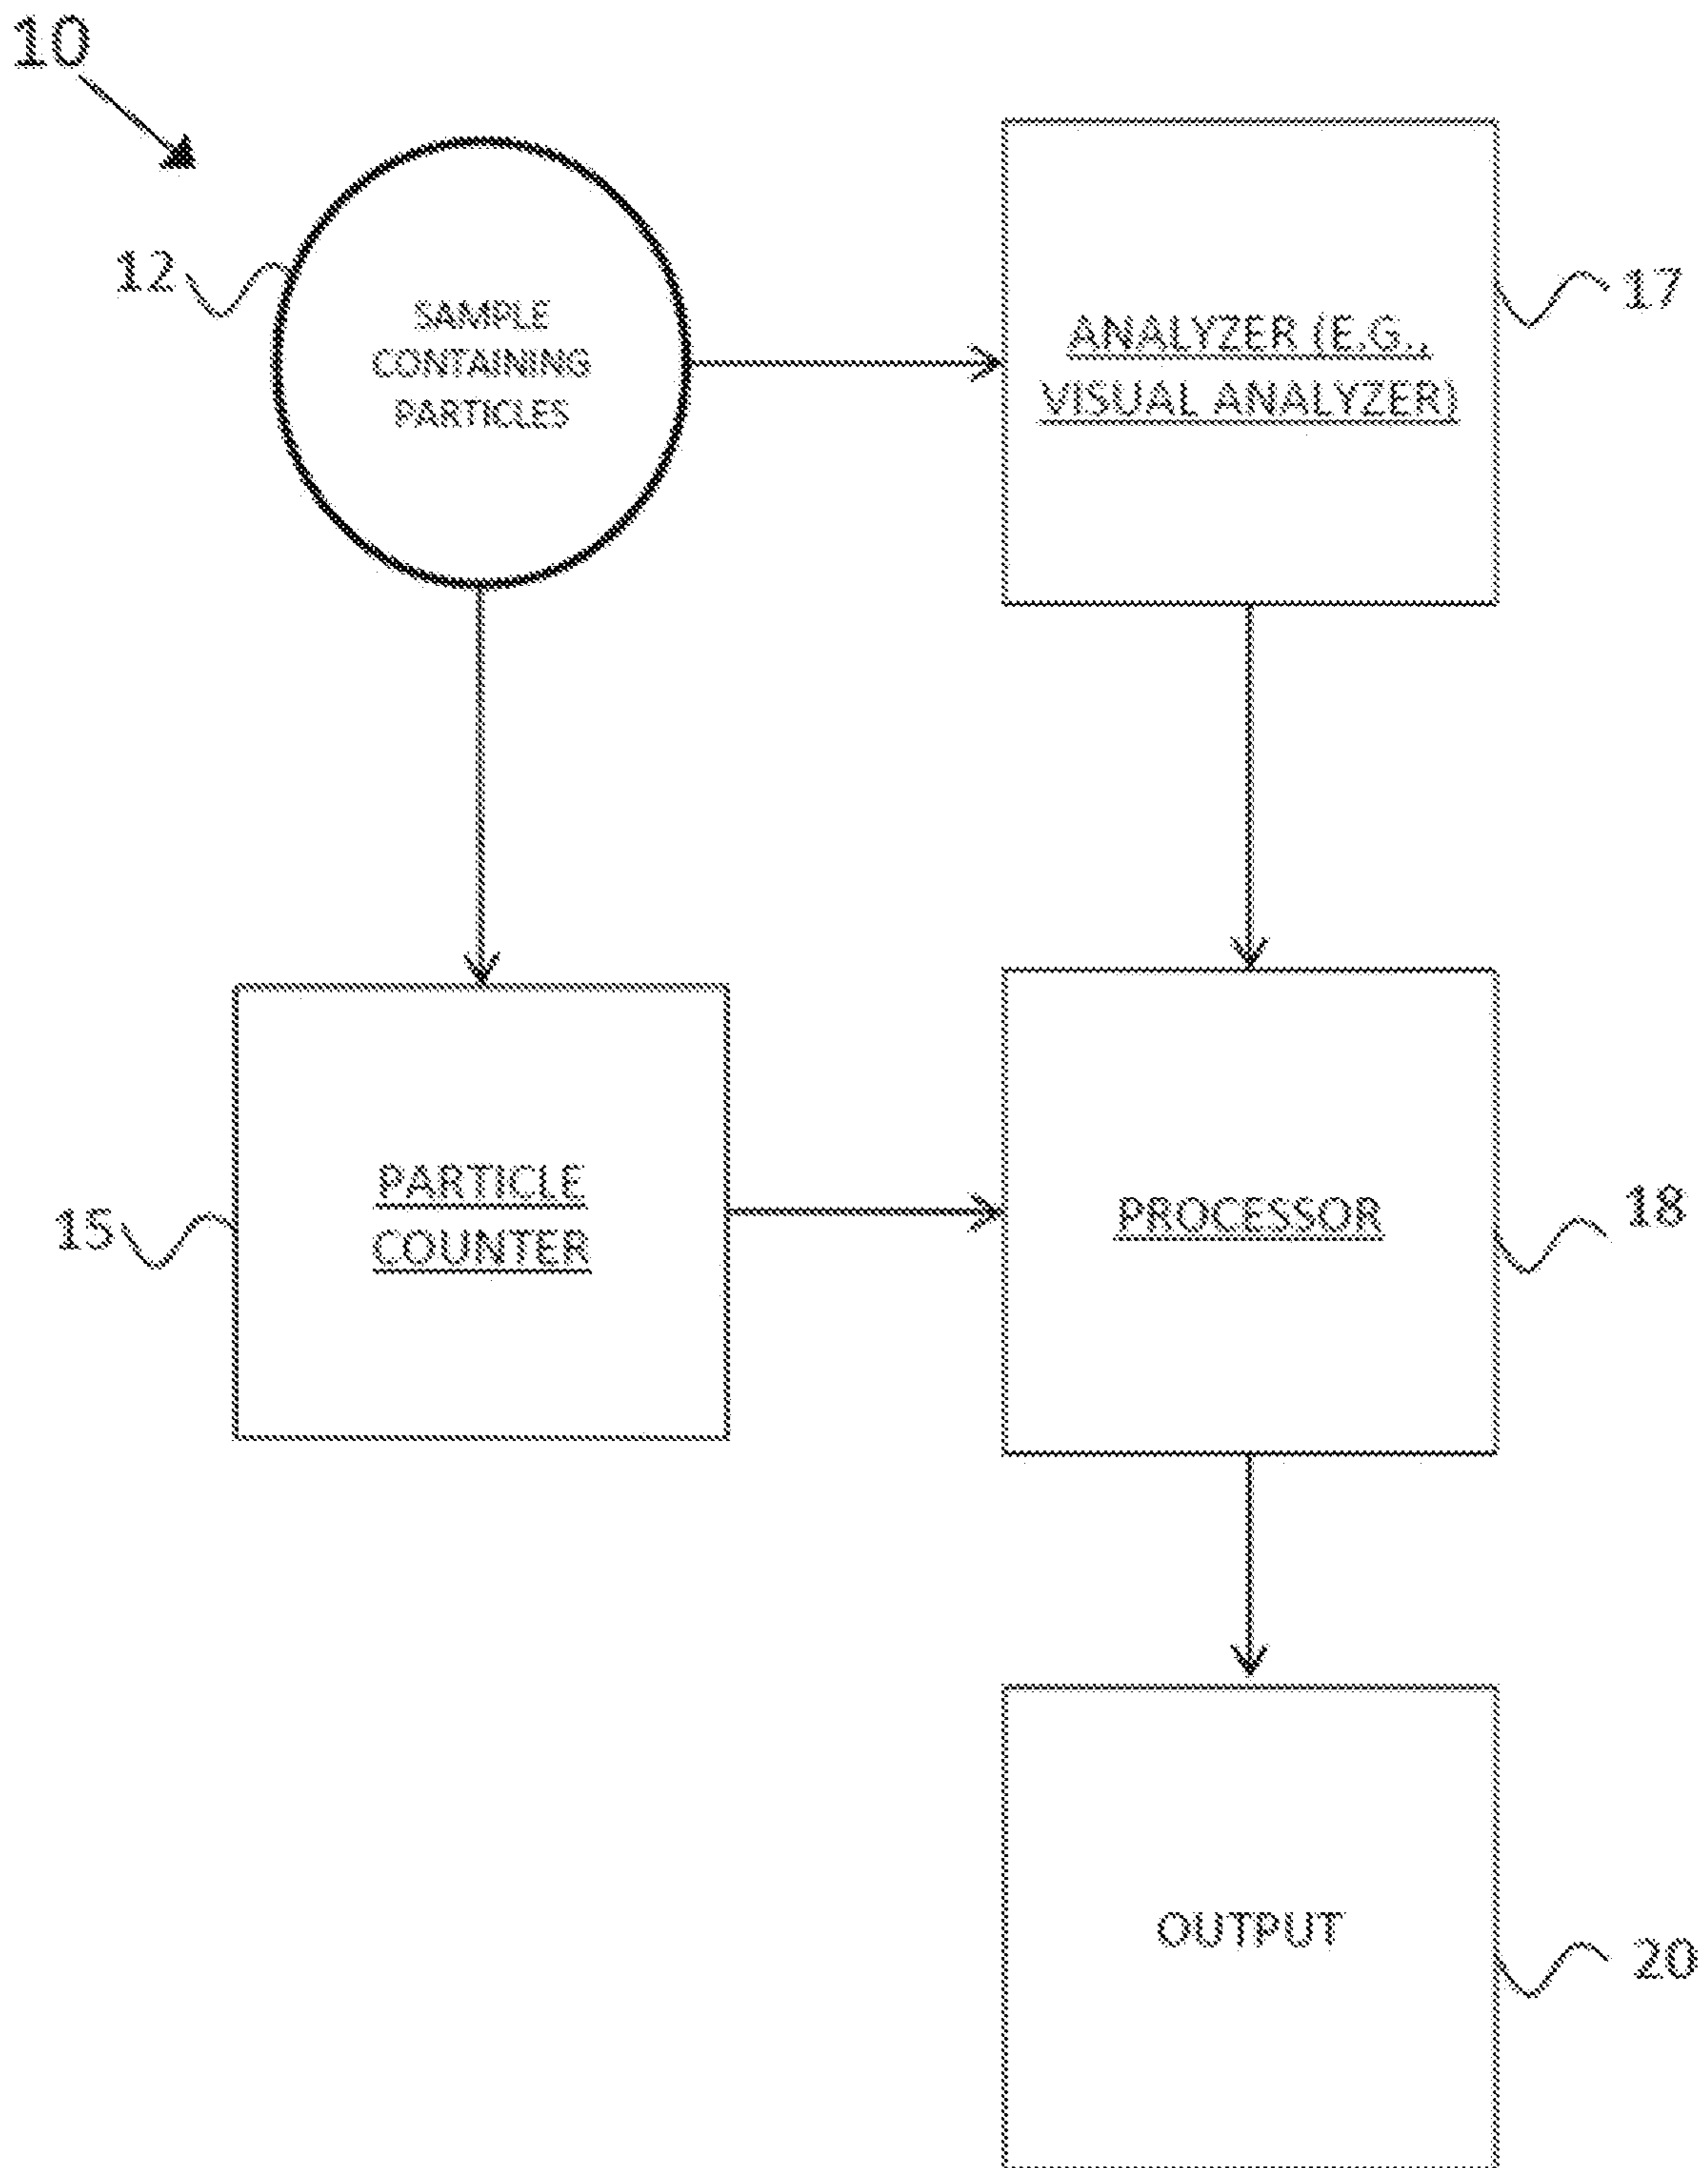 10
12
SAMPLE
CONTAINING
PARTICLES
ANALYZER (E.G.,
VISUAL ANALYZER)
17
15
PARTICLE
COUNTER
PROCESSOR
18
OUTPUT
20